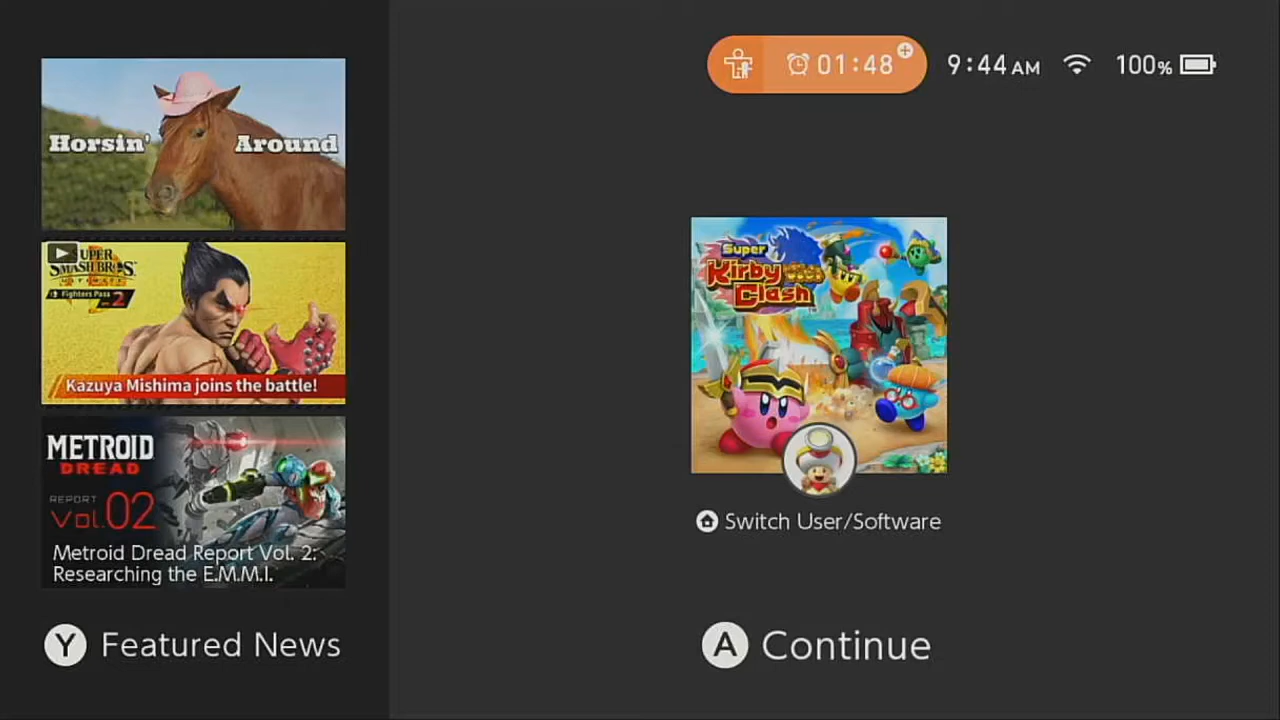 Horsin' Around
SUPER
SMASH BROS.
Fighters Pass
2
Kazuya Mishima joins the battle!
METROID
DREAD
REPORT
Vol.02
Metroid Dread Report Vol. 2:
Researching the E.M.M.I.
Y Featured News
01:48
9:44 AM
100%
Super
Kirby
Clash
Switch User/Software
A Continue